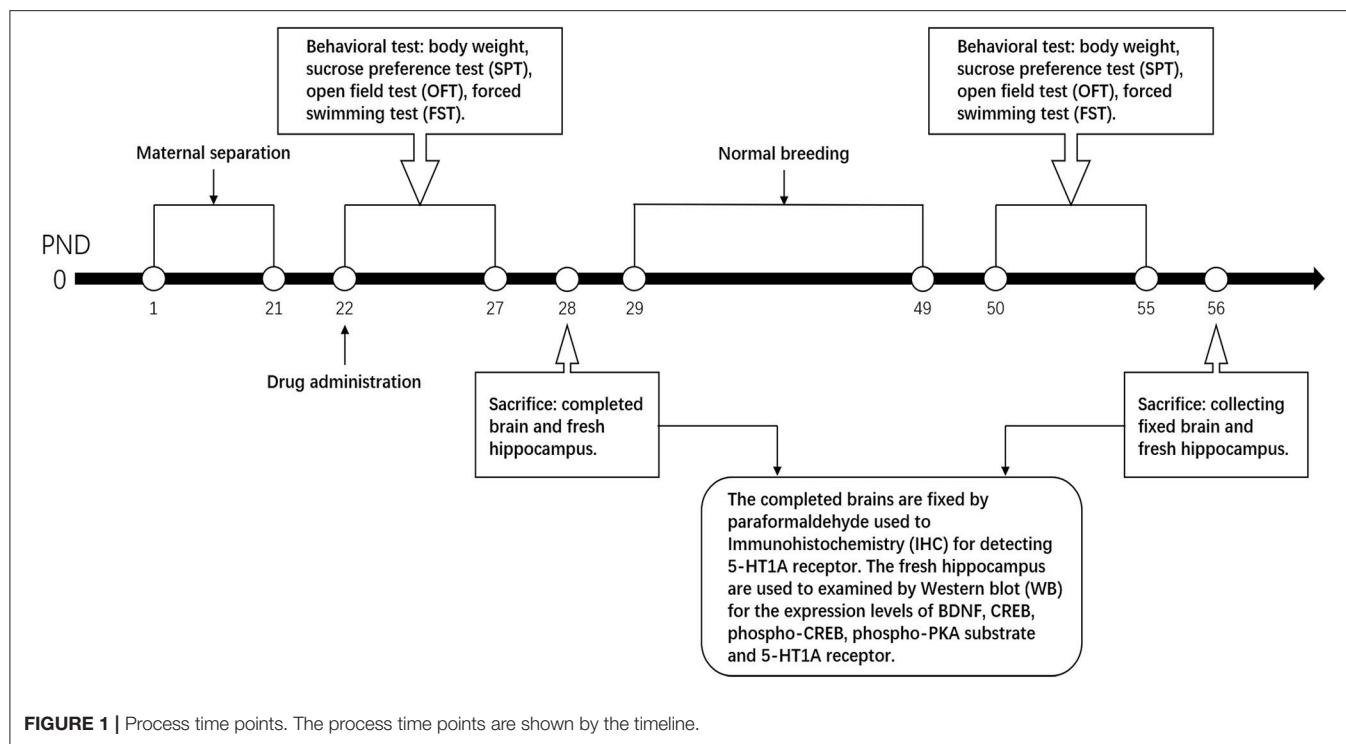 Behavioral test: body weight,
sucrose preference test (SPT),
open field test (OFT), forced
swimming test (FST).
Behavioral test: body weight,
sucrose preference test (SPT),
open field test (OFT), forced
swimming test (FST).
Maternal separation
Normal breeding
PND
0
1
21
22
27
28
29
49
50
55
56
Drug administration
Sacrifice: completed
brain and fresh
hippocampus.
Sacrifice: collecting
fixed brain and
fresh hippocampus.
The completed brains are fixed by
paraformaldehyde used to
Immunohistochemistry (IHC) for detecting
5-HT1A receptor. The fresh hippocampus
are used to examined by Western blot (WB)
for the expression levels of BDNF, CREB,
phospho-CREB, phospho-PKA substrate
and 5-HT1A receptor.
FIGURE 1 | Process time points. The process time points are shown by the timeline.